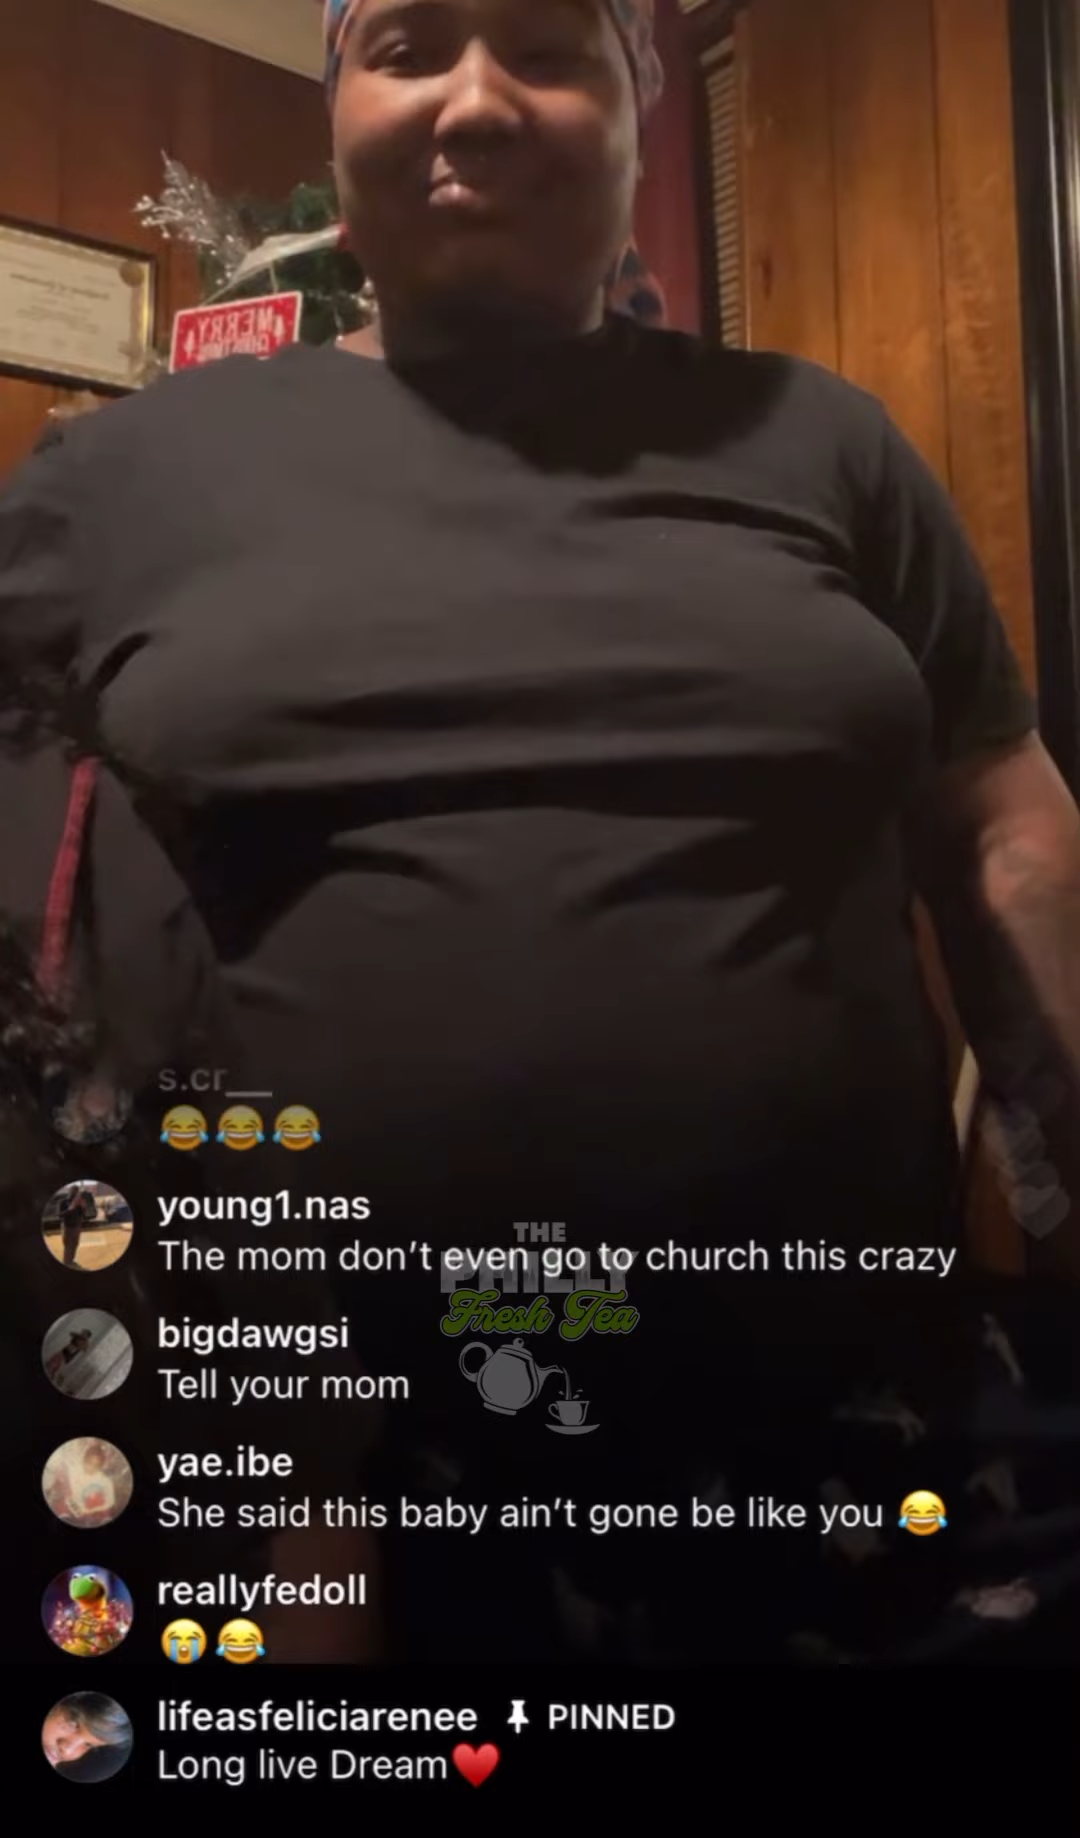 MERRY
CHRISTMAS
s.cr__
😂😂😂
young1.nas
The mom don’t even go to church this crazy
THE
PHILLY
Fresh Tea
bigdawgsi
Tell your mom
yae.ibe
She said this baby ain’t gone be like you 😂
reallyfedoll
😭😂
lifeasfeliciarenee PINNED
Long live Dream❤️